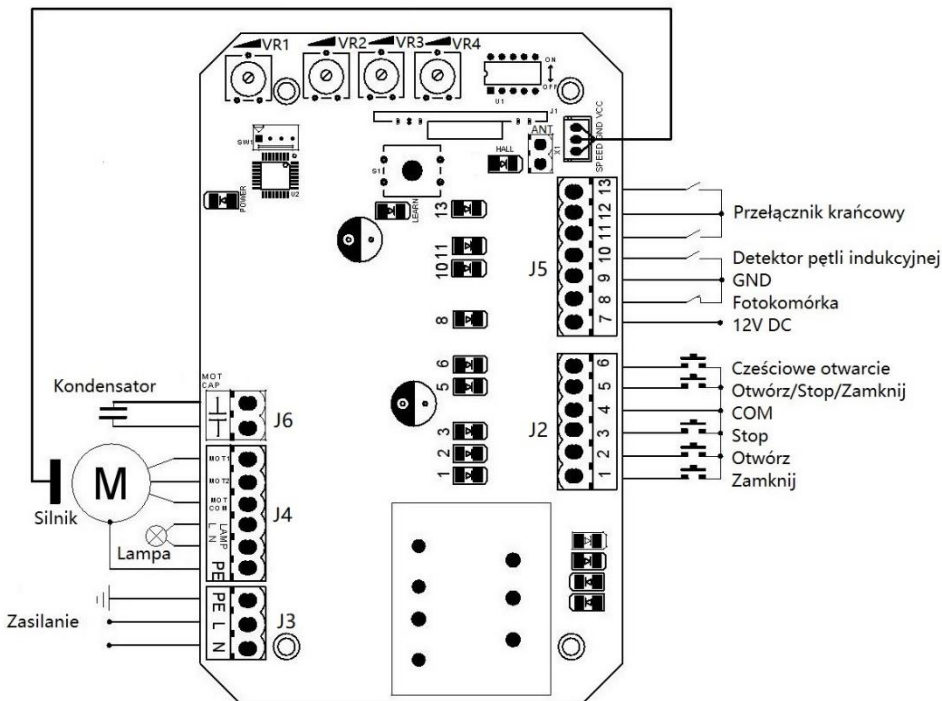 VR1 VR2 VR3 VR4
ON
OFF
U1
J1
ANT
X1
SPEED GND VCC
HALL
SW1
U2
S1
POWER
LEARN
13
11
10
8
6
5
3
2
1
J5
13
12
11
10
9
8
7
Przełącznik krańcowy
Detektor pętli indukcyjnej
GND
Fotokomórka
12V DC
J2
6
5
4
3
2
1
Cześciowe otwarcie
Otwórz/Stop/Zamknij
COM
Stop
Otwórz
Zamknij
Kondensator
MOT
CAP
J6
M
Silnik
MOT1
MOT2
MOT
COM
L
N
LAMP
PE
J4
Lampa
Zasilanie
PE
L
N
J3